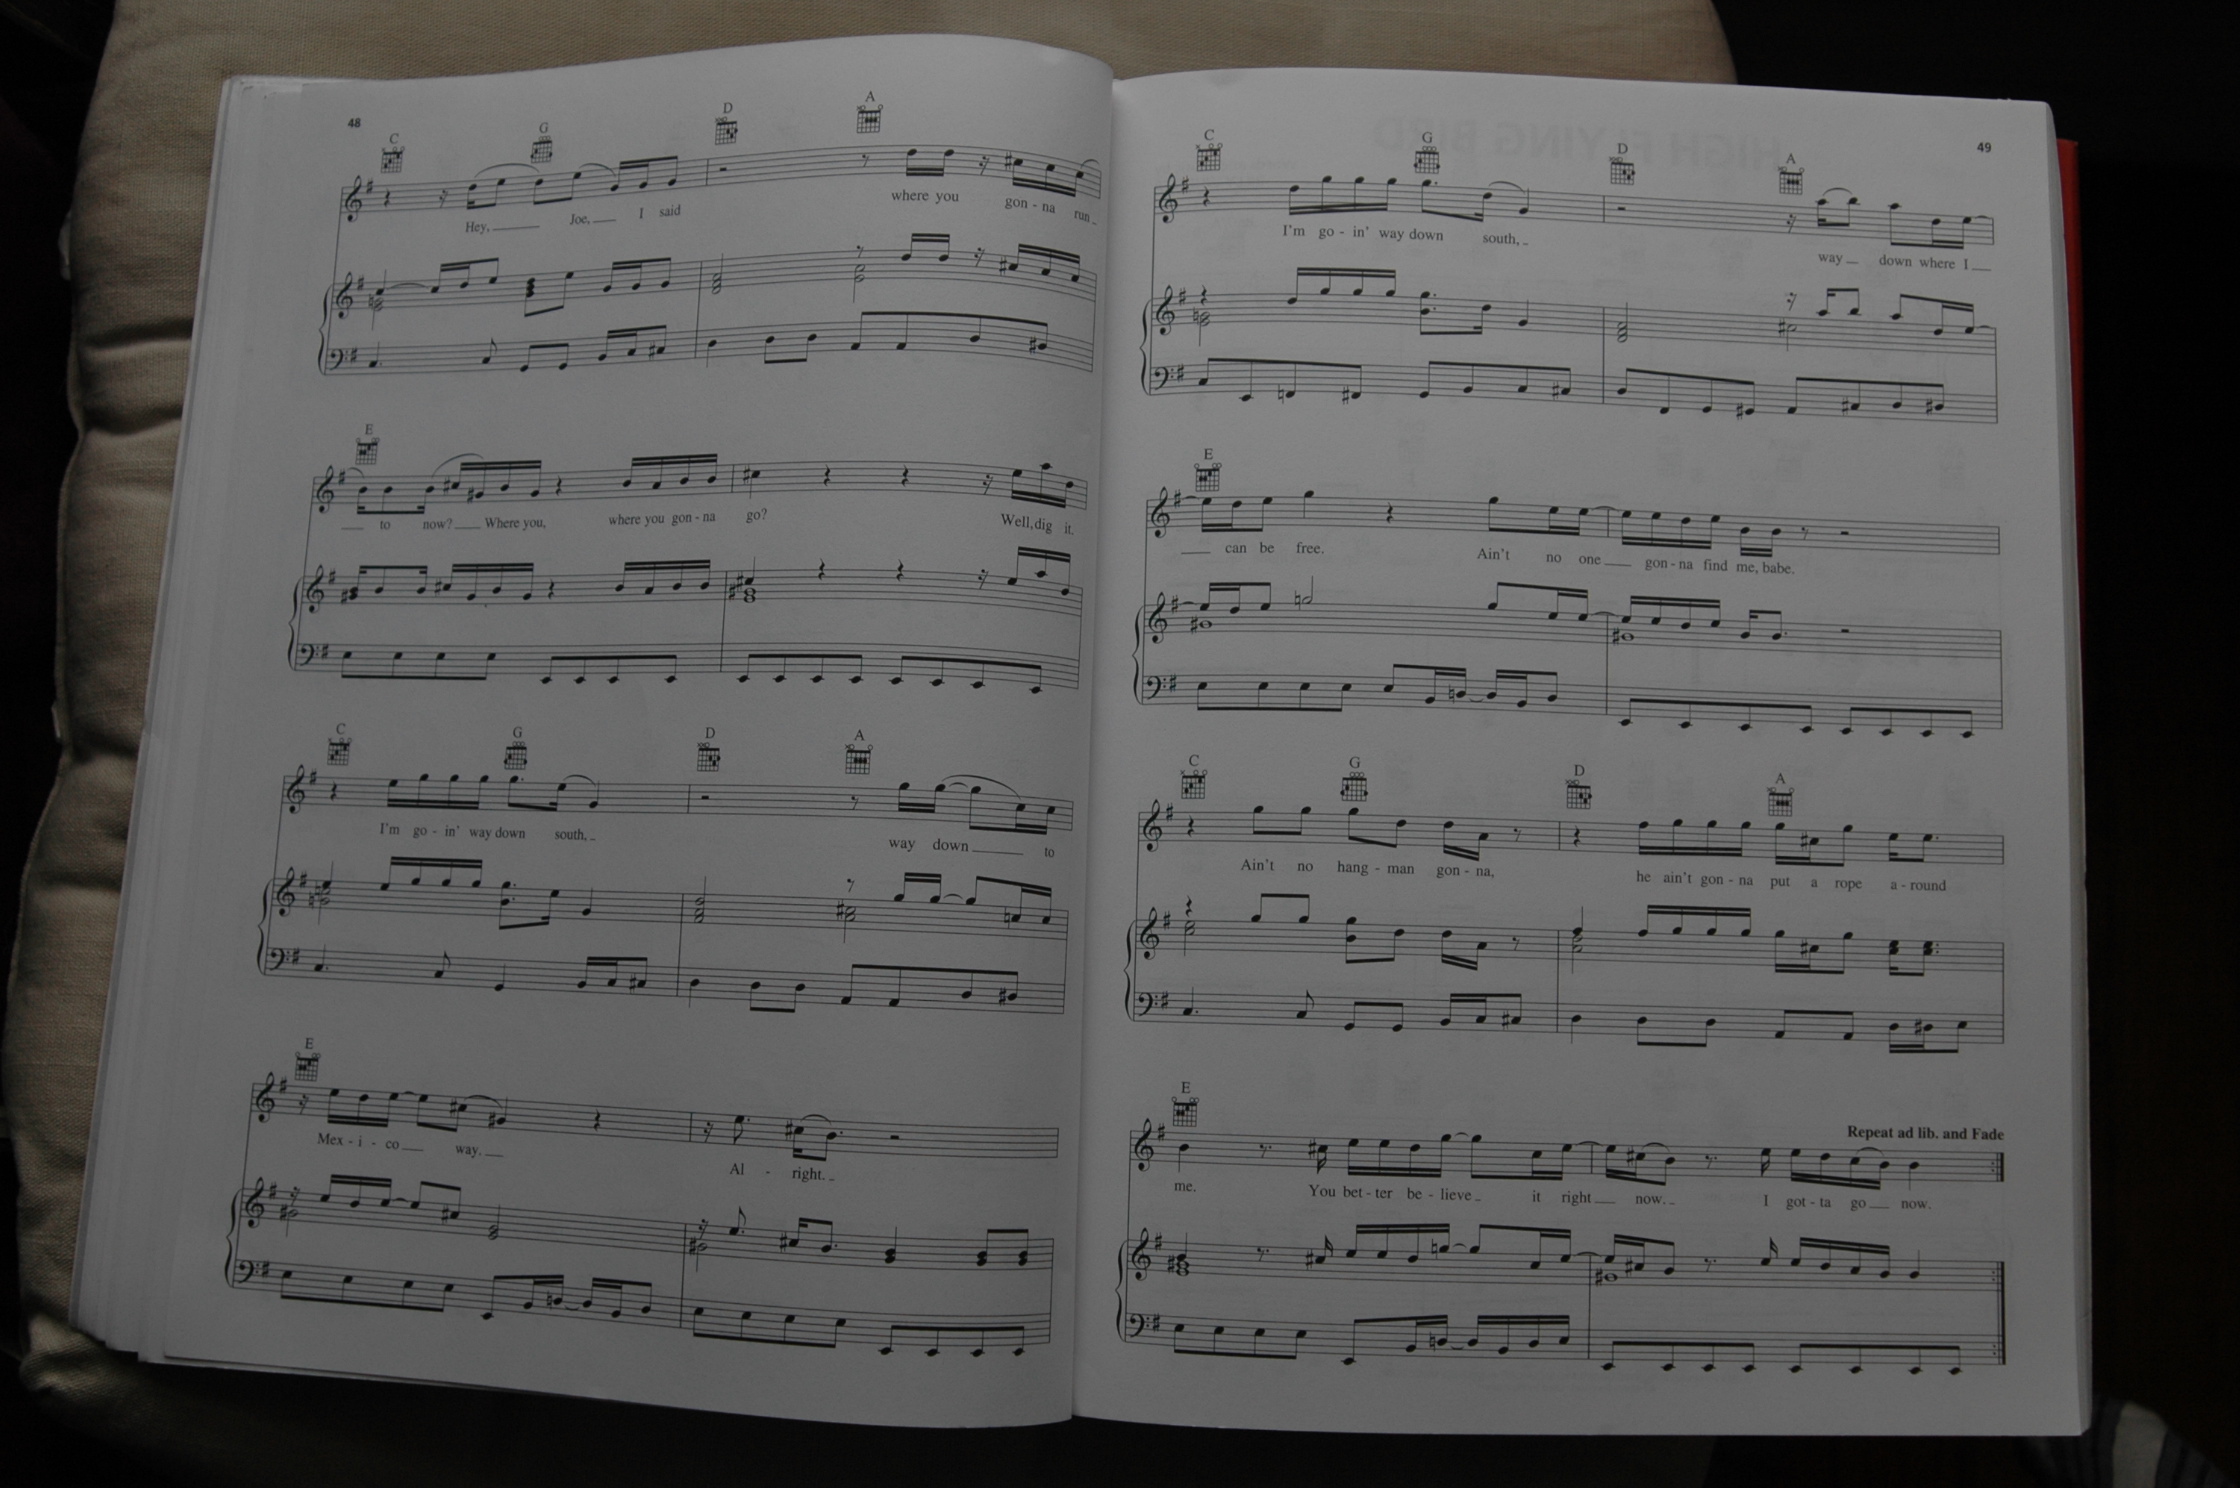 48
C G D A
Hey, Joe, I said where you gon - na run
E
to now? Where you, where you gon - na go? Well, dig it.
C G D A
I'm go - in' way down south, way down to
E
Mex - i - co way. Al - right.
49
C G D A
I'm go - in' way down south, way down where I
E
can be free. Ain't no one gon - na find me, babe.
C G D A
Ain't no hang - man gon - na, he ain't gon - na put a rope a - round
E
Repeat ad lib. and Fade
me. You bet - ter be - lieve it right now. I got - ta go now.
HIGH FLYING BIRD